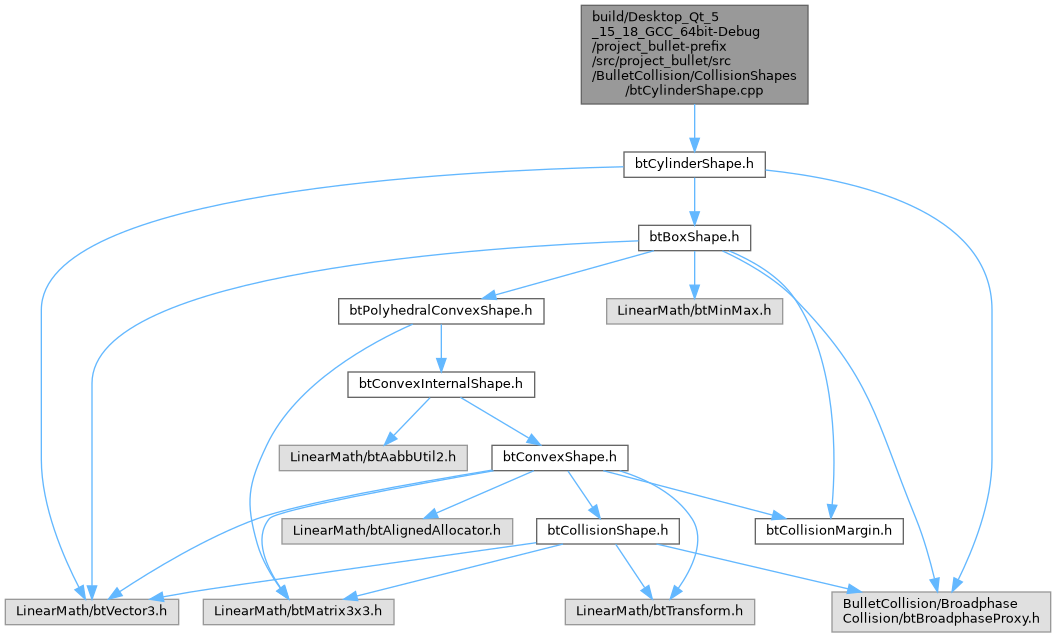 build/Desktop_Qt_5
_15_18_GCC_64bit-Debug
/project_bullet-prefix
/src/project_bullet/src
/BulletCollision/CollisionShapes
/btCylinderShape.cpp
btCylinderShape.h
btBoxShape.h
btPolyhedralConvexShape.h
LinearMath/btMinMax.h
btConvexInternalShape.h
LinearMath/btAabbUtil2.h
btConvexShape.h
LinearMath/btAlignedAllocator.h
btCollisionShape.h
btCollisionMargin.h
LinearMath/btVector3.h
LinearMath/btMatrix3x3.h
LinearMath/btTransform.h
BulletCollision/Broadphase
Collision/btBroadphaseProxy.h